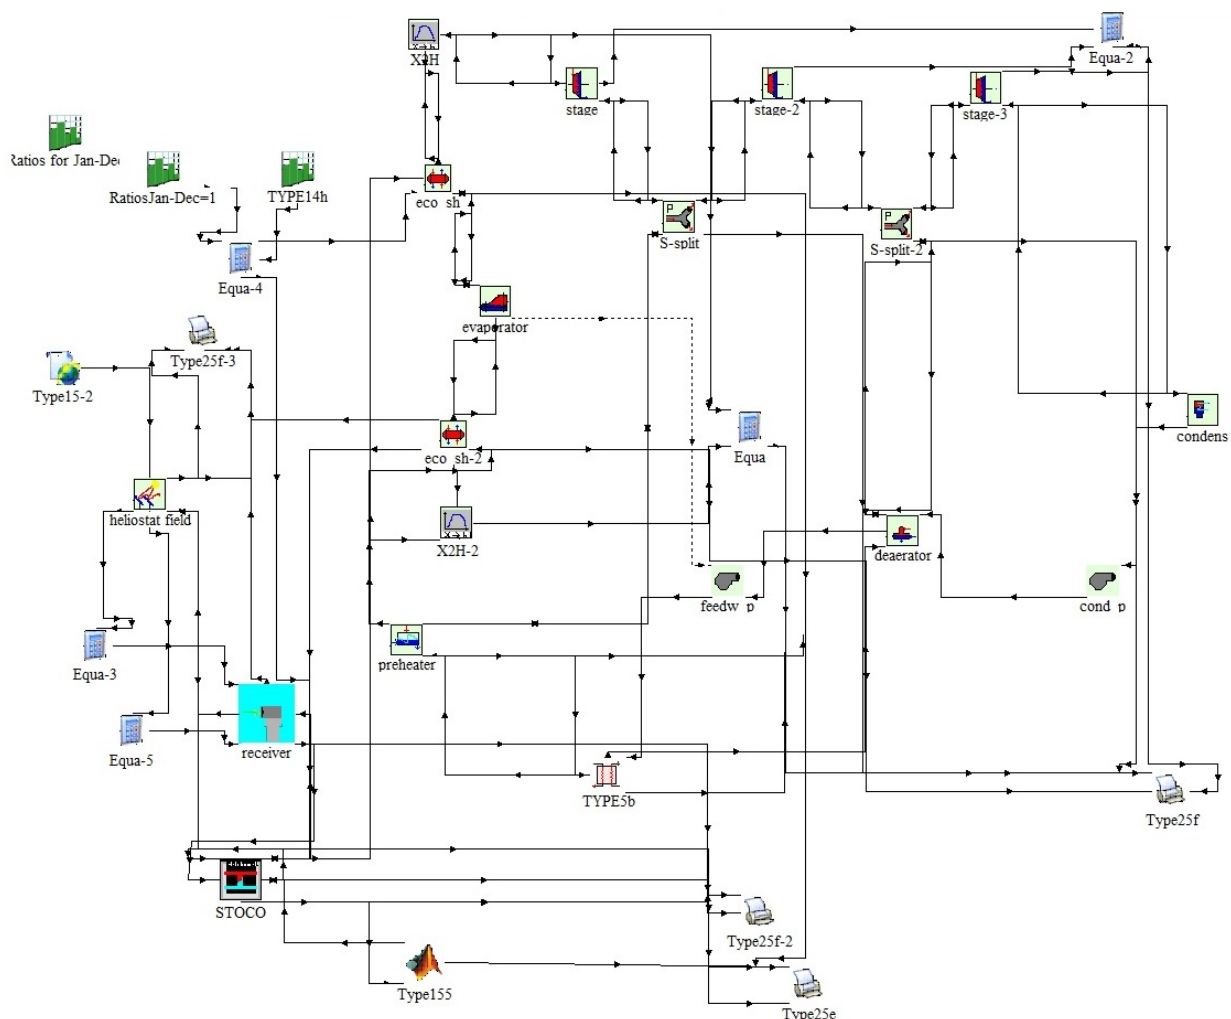 X2H
Equa-2
stage
stage-2
stage-3
Ratios for Jan-De
RatiosJan-Dec=1
TYPE14h
eco_sh
S-split
S-split-2
Equa-4
evaporator
Type25f-3
Type15-2
condens
Equa
eco_sh-2
heliostat field
X2H-2
deaerator
feedw_p
cond_p
preheater
Equa-3
receiver
Equa-5
TYPE5b
Type25f
STOCO
Type25f-2
Type155
Type25e